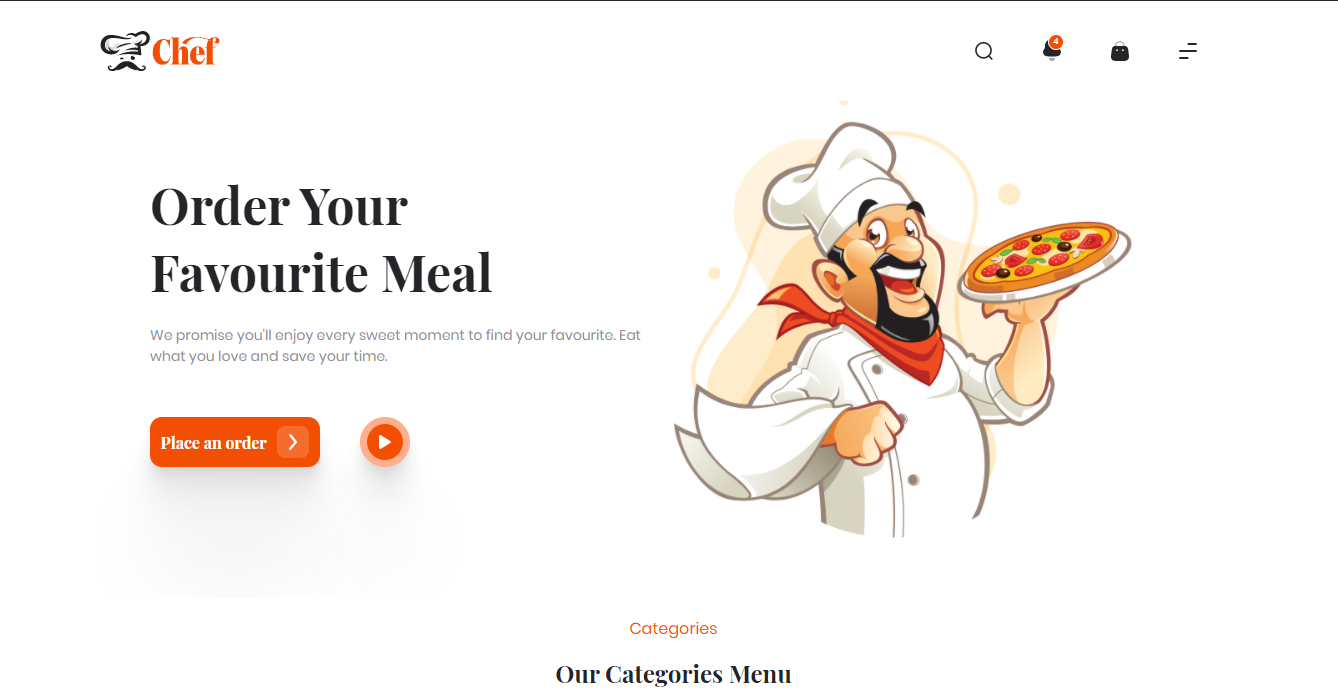 Chef
4
Order Your
Favourite Meal
We promise you'll enjoy every sweet moment to find your favourite. Eat
what you love and save your time.
Place an order
Categories
Our Categories Menu